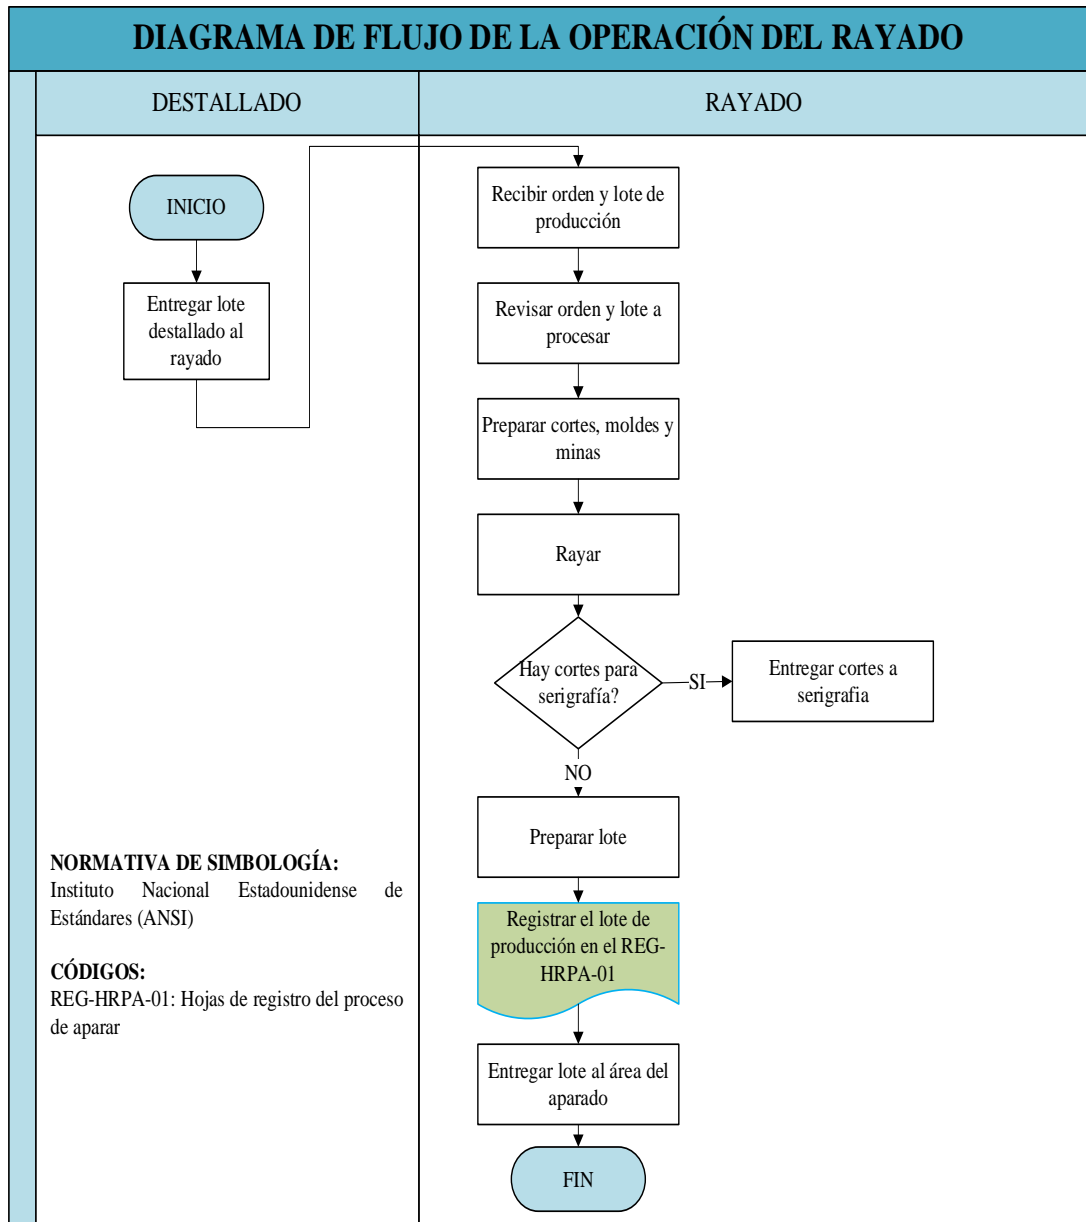 DIAGRAMA DE FLUJO DE LA OPERACIÓN DEL RAYADO
DESTALLADO
RAYADO
INICIO
Entregar lote
destallado al
rayado
Recibir orden y lote de
producción
Revisar orden y lote a
procesar
Preparar cortes, moldes y
minas
Rayar
Hay cortes para
serigrafía?
SI
Entregar cortes a
serigrafia
NO
Preparar lote
Registrar el lote de
producción en el REG-
HRPA-01
Entregar lote al área del
aparado
FIN
NORMATIVA DE SIMBOLOGÍA:
Instituto Nacional Estadounidense de
Estándares (ANSI)
CÓDIGOS:
REG-HRPA-01: Hojas de registro del proceso
de aparar